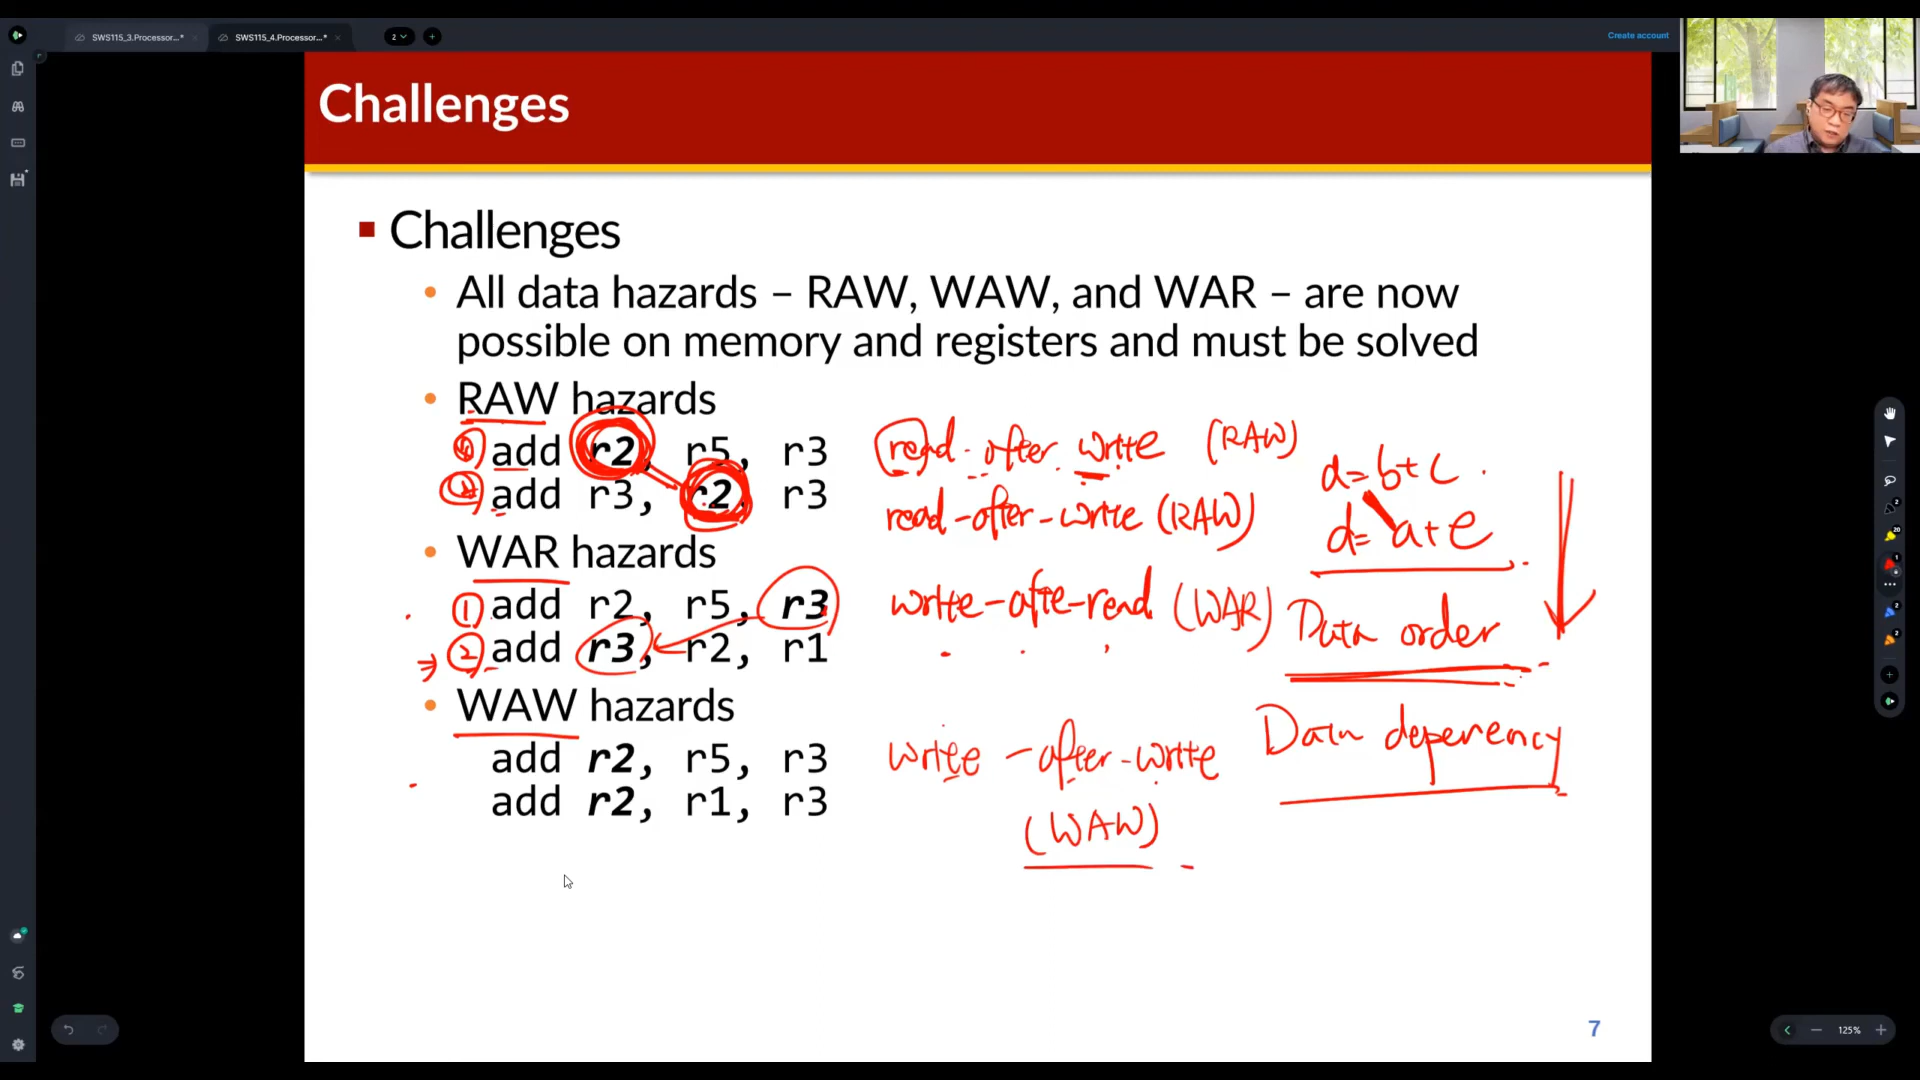 SWS115_3.Processor...*
SWS115_4.Processor...*
2
Create account
Challenges
Challenges
All data hazards – RAW, WAW, and WAR – are now
possible on memory and registers and must be solved
RAW hazards
add r2, r5, r3
add r3, r2, r3
read-after-write (RAW)
read-after-write (RAW)
d=b+c
d=a+e
WAR hazards
1 add r2, r5, r3
2 add r3, r2, r1
write-afte-read (WAR)
Data order
WAW hazards
add r2, r5, r3
add r2, r1, r3
write-after-write
(WAW)
Data depenency
7
125%